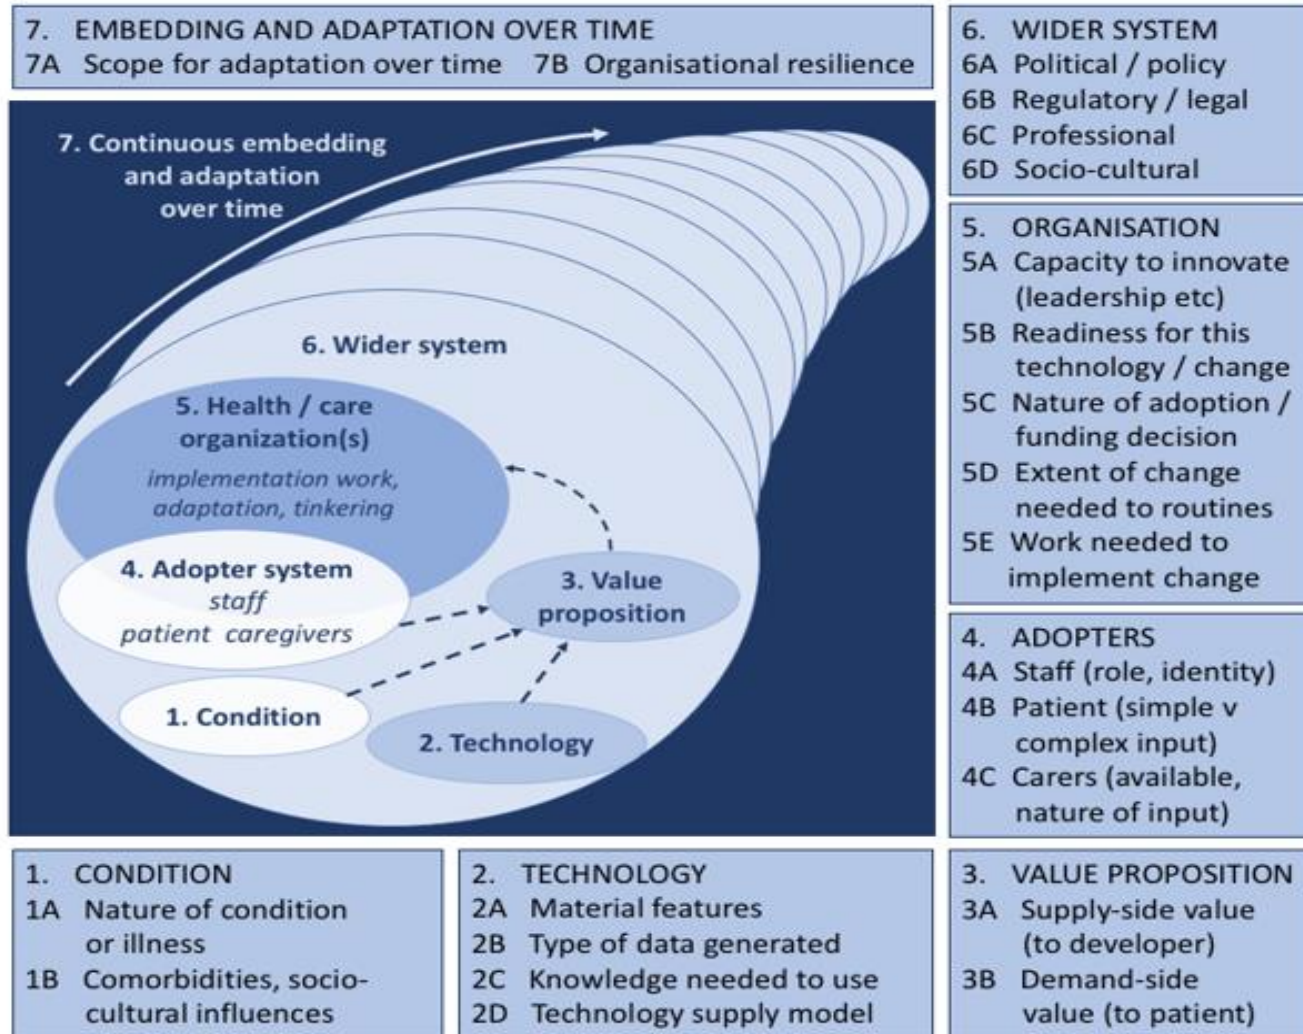 7. EMBEDDING AND ADAPTATION OVER TIME
7A Scope for adaptation over time 7B Organisational resilience
7. Continuous embedding
and adaptation
over time
6. Wider system
5. Health / care
organization(s)
implementation work,
adaptation, tinkering
4. Adopter system
staff
patient caregivers
3. Value
proposition
1. Condition
2. Technology
6. WIDER SYSTEM
6A Political / policy
6B Regulatory / legal
6C Professional
6D Socio-cultural
5. ORGANISATION
5A Capacity to innovate
(leadership etc)
5B Readiness for this
technology / change
5C Nature of adoption /
funding decision
5D Extent of change
needed to routines
5E Work needed to
implement change
4. ADOPTERS
4A Staff (role, identity)
4B Patient (simple v
complex input)
4C Carers (available,
nature of input)
1. CONDITION
1A Nature of condition
or illness
1B Comorbidities, socio-
cultural influences
2. TECHNOLOGY
2A Material features
2B Type of data generated
2C Knowledge needed to use
2D Technology supply model
3. VALUE PROPOSITION
3A Supply-side value
(to developer)
3B Demand-side
value (to patient)